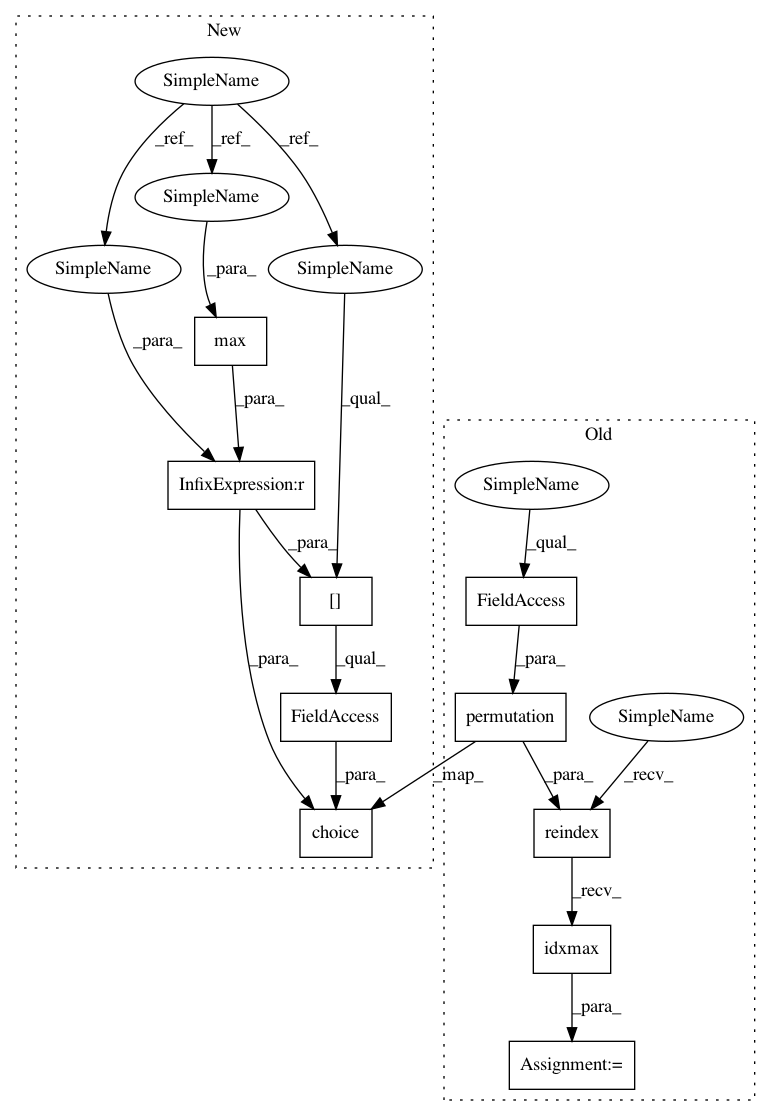 New
SimpleName
_ref_ _ref_ _ref_
SimpleName
SimpleName
SimpleName
_para_
_para_
max
_para_
_qual_
Old
InfixExpression:r
SimpleName
_para_
_qual_
[]
FieldAccess
_para_
_qual_
_para_
FieldAccess
permutation
SimpleName
_para_
_map_
_para_
_recv_
choice
reindex
_recv_
idxmax
_para_
Assignment:=